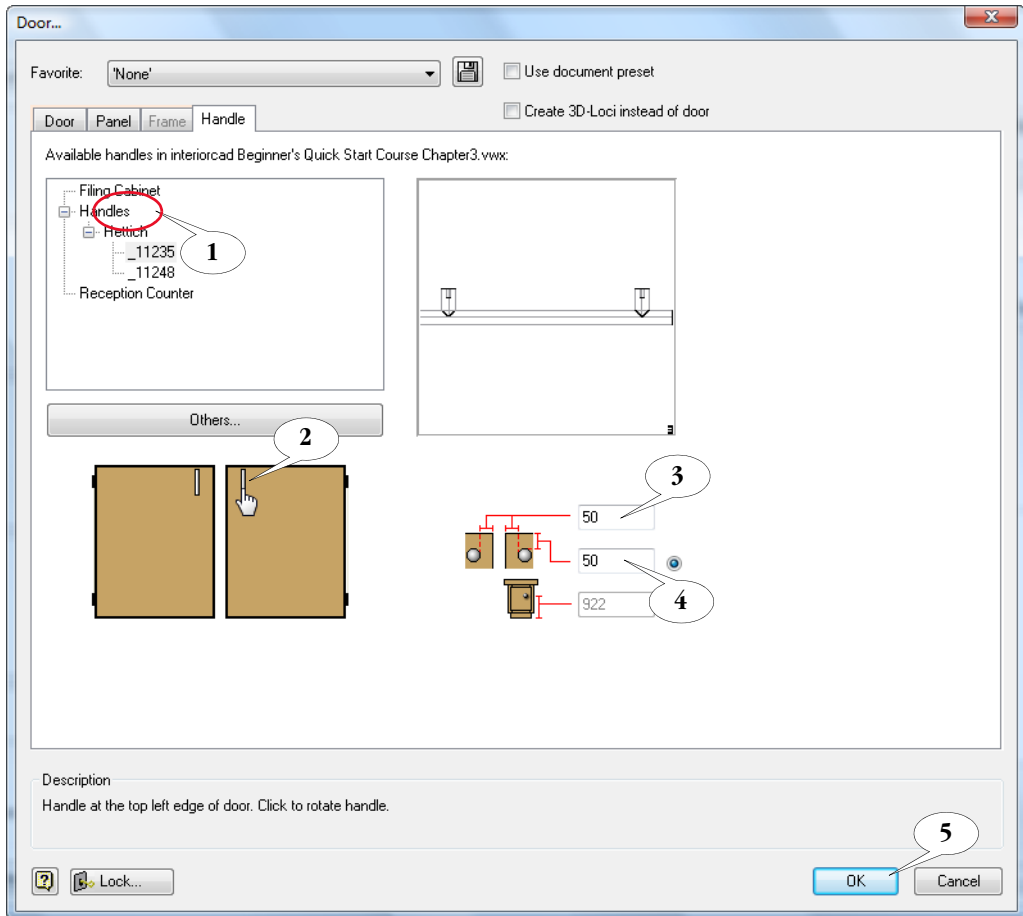 Door...
Favorite: 'None' Use document preset
Create 3D-Loci instead of door
Door Panel Frame Handle
Available handles in interiorcad Beginner's Quick Start Course Chapter3.vwx:
Filing Cabinet
Handles
Hettich
1
_11235
_11248
Reception Counter
Others...
2
3
50
50
4
922
Description
Handle at the top left edge of door. Click to rotate handle.
5
Lock... OK Cancel